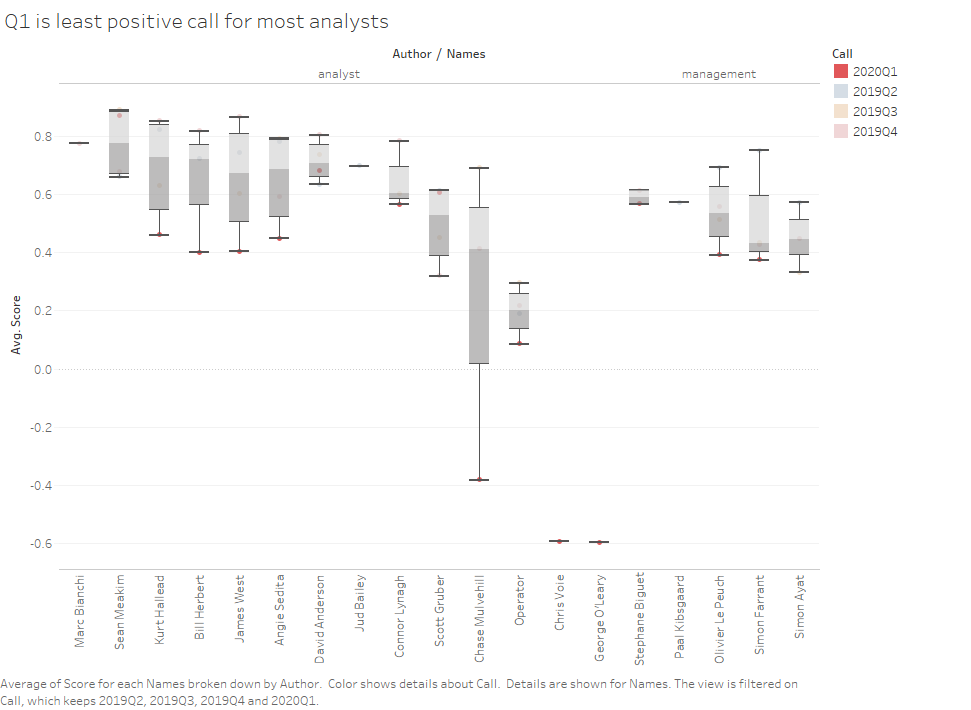 Q1 is least positive call for most analysts
Author / Names
analyst
management
Call
2020Q1
2019Q2
2019Q3
2019Q4
Avg. Score
0.8
0.6
0.4
0.2
0.0
-0.2
-0.4
-0.6
Marc Bianchi
Sean Meakim
Kurt Hallead
Bill Herbert
James West
Angie Sedita
David Anderson
Jud Bailey
Connor Lynagh
Scott Gruber
Chase Mulvehill
Operator
Chris Voie
George O'Leary
Stephane Biguet
Paal Kibsgaard
Olivier Le Peuch
Simon Farrant
Simon Ayat
Average of Score for each Names broken down by Author. Color shows details about Call. Details are shown for Names. The view is filtered on
Call, which keeps 2019Q2, 2019Q3, 2019Q4 and 2020Q1.